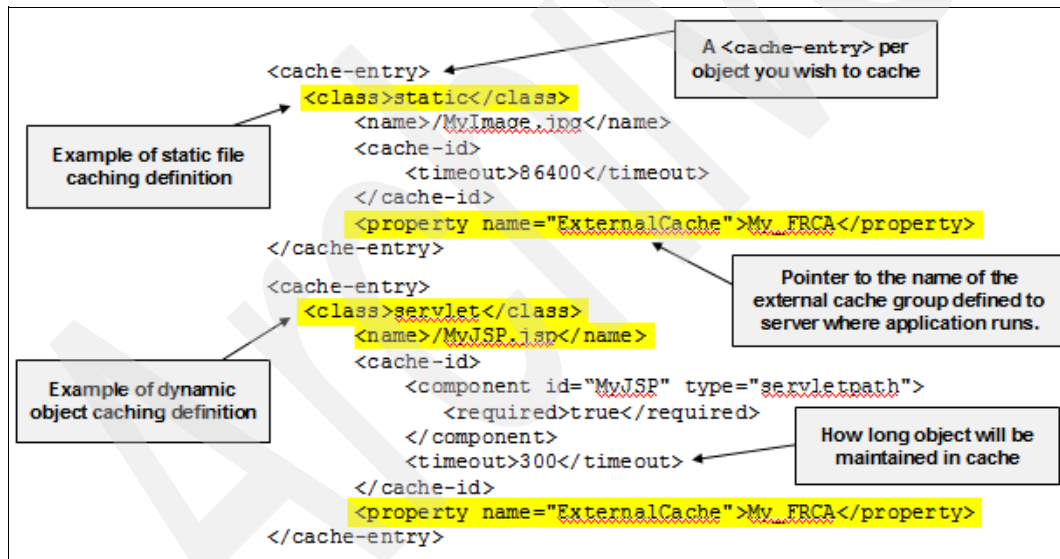 A <cache-entry> per
object you wish to cache
<cache-entry>
<class>static</class>
<name>/MyImage.jpg</name>
<cache-id>
<timeout>86400</timeout>
</cache-id>
<property name="ExternalCache">My_FRCA</property>
</cache-entry>
Example of static file
caching definition
Pointer to the name of the
external cache group defined to
server where application runs.
<cache-entry>
<class>servlet</class>
<name>/MyJSP.jsp</name>
<cache-id>
<component id=“MyJSP" type="servletpath">
<required>true</required>
</component>
<timeout>300</timeout>
</cache-id>
<property name="ExternalCache">My_FRCA</property>
</cache-entry>
Example of dynamic
object caching definition
How long object will be
maintained in cache